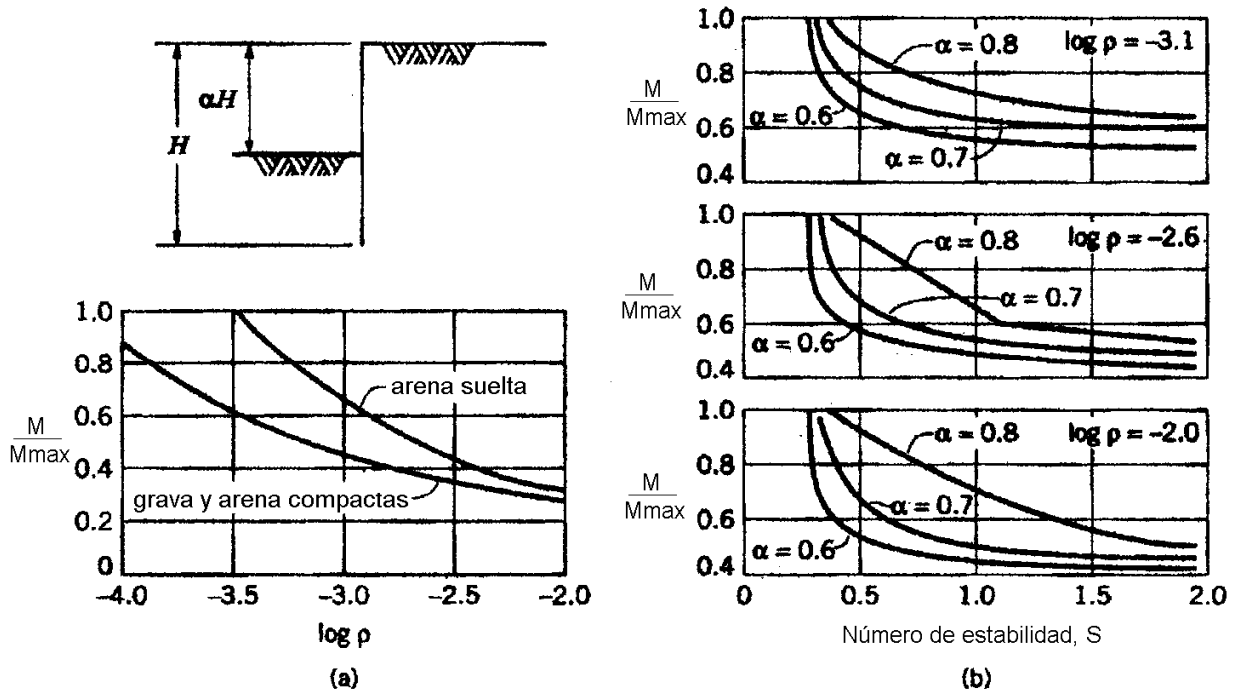 αH
H
1.0
0.8
0.6
0.4
0.2
0
M
Mmax
arena suelta
grava y arena compactas
-4.0 -3.5 -3.0 -2.5 -2.0
log ρ
(a)
1.0
0.8
0.6
0.4
M
Mmax
α = 0.8
log ρ = -3.1
α = 0.6
α = 0.7
1.0
0.8
0.6
0.4
M
Mmax
α = 0.8
log ρ = -2.6
α = 0.7
α = 0.6
1.0
0.8
0.6
0.4
M
Mmax
α = 0.8
log ρ = -2.0
α = 0.7
α = 0.6
0 0.5 1.0 1.5 2.0
Número de estabilidad, S
(b)